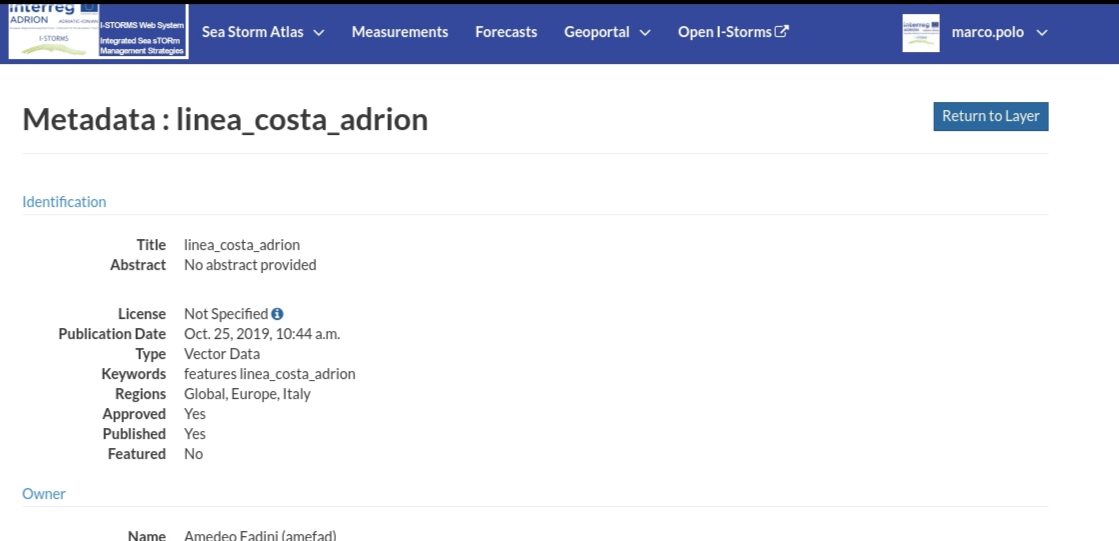 Interreg
ADRION ADRIATIC-IONIAN
I-STORMS
I-STORMS Web System
Integrated Sea sTORm
Management Strategies
Sea Storm Atlas Measurements Forecasts Geoportal Open I-Storms marco.polo
Metadata : linea_costa_adrion
Return to Layer
Identification
Title linea_costa_adrion
Abstract No abstract provided
License Not Specified
Publication Date Oct. 25, 2019, 10:44 a.m.
Type Vector Data
Keywords features linea_costa_adrion
Regions Global, Europe, Italy
Approved Yes
Published Yes
Featured No
Owner
Name Amedeo Fadini (amefad)